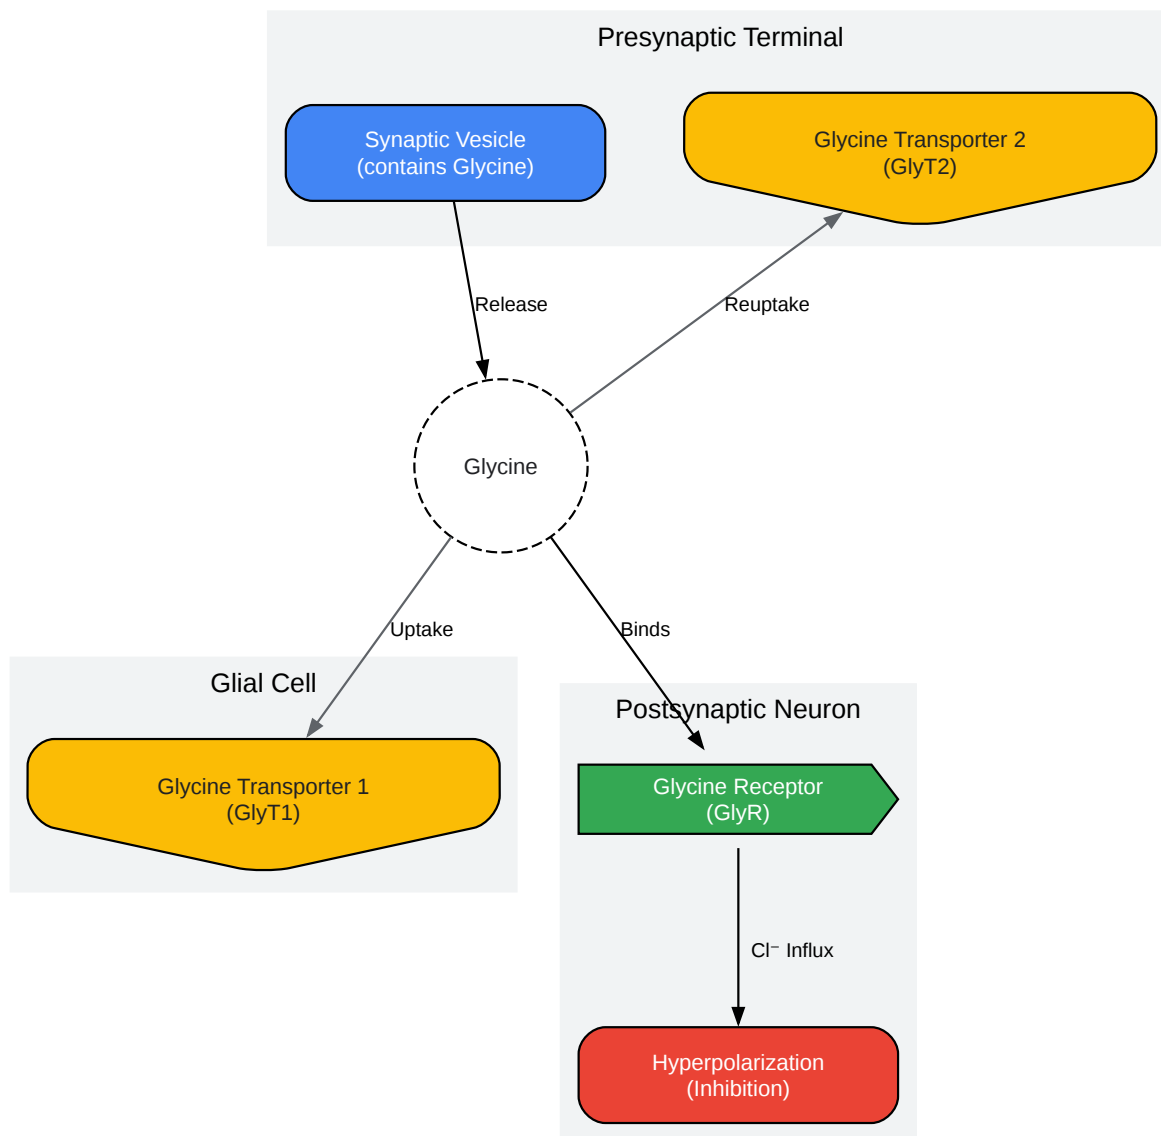 Presynaptic Terminal
Synaptic Vesicle
(contains Glycine)
Glycine Transporter 2
(GlyT2)
Release
Reuptake
Glycine
Uptake
Binds
Glial Cell
Glycine Transporter 1
(GlyT1)
Postsynaptic Neuron
Glycine Receptor
(GlyR)
Cl⁻ Influx
Hyperpolarization
(Inhibition)